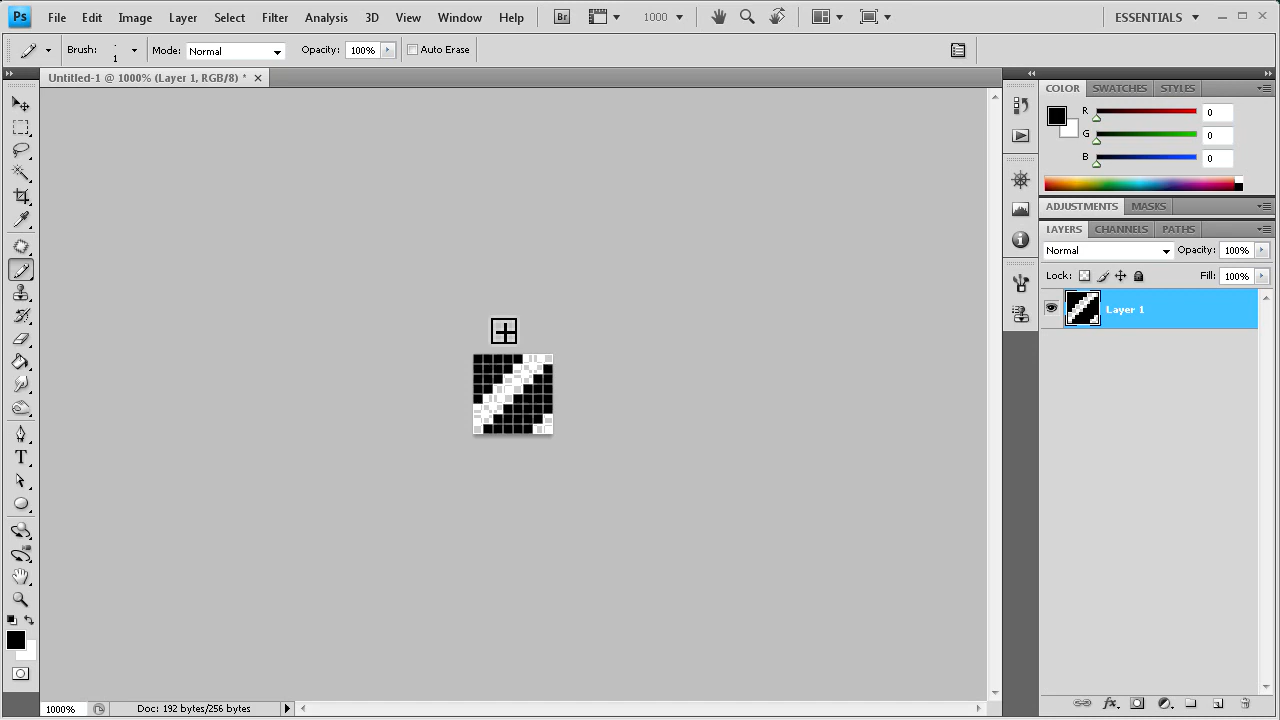 Ps File Edit Image Layer Select Filter Analysis 3D View Window Help Br 1000 ESSENTIALS
Brush: 1 Mode: Normal Opacity: 100% Auto Erase
Untitled-1 @ 1000% (Layer 1, RGB/8) *
COLOR SWATCHES STYLES
R 0
G 0
B 0
ADJUSTMENTS MASKS
LAYERS CHANNELS PATHS
Normal Opacity: 100%
Lock: Fill: 100%
Layer 1
T
1000% Doc: 192 bytes/256 bytes
fx